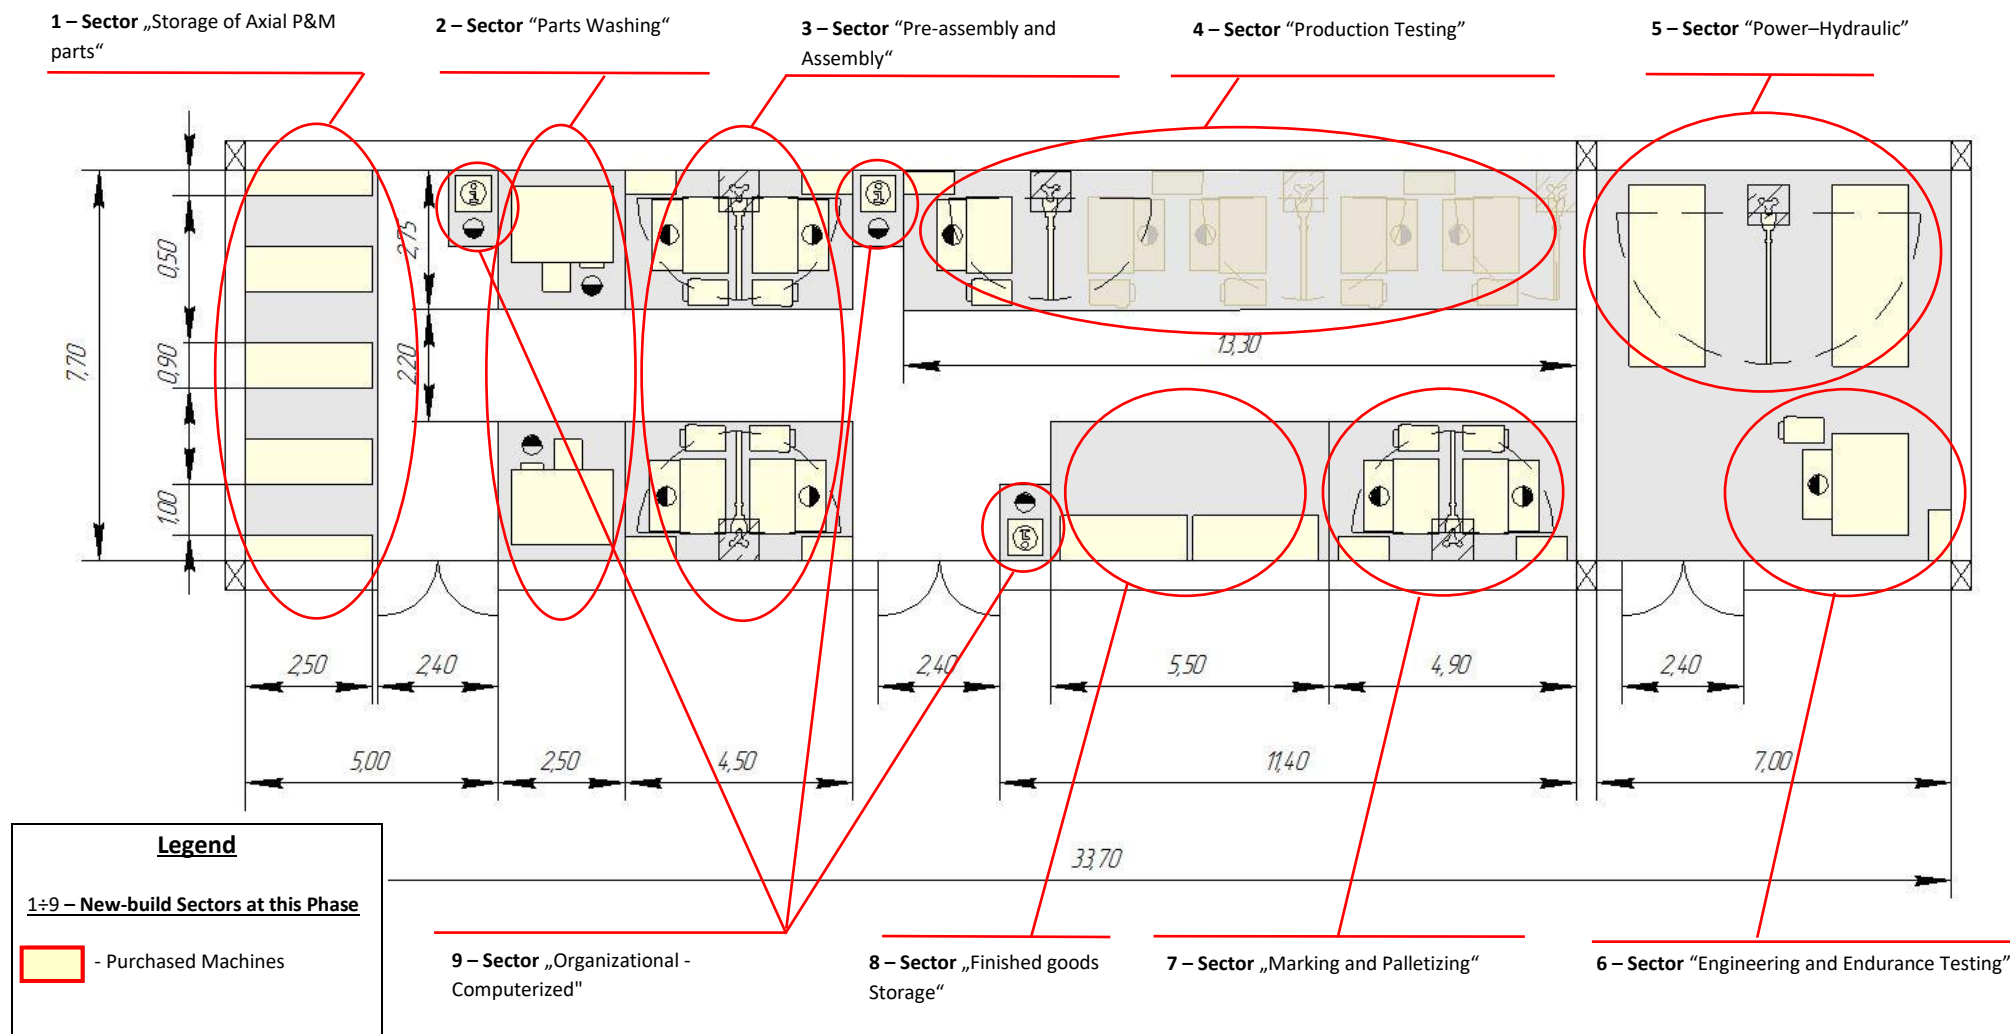 1 – Sector „Storage of Axial P&M
parts“
2 – Sector “Parts Washing“
3 – Sector “Pre-assembly and
Assembly“
4 – Sector “Production Testing”
5 – Sector “Power–Hydraulic”
7,70
0,50
0,90
1,00
2,75
2,20
13,30
2,50
2,40
2,40
5,50
4,90
2,40
5,00
2,50
4,50
11,40
7,00
33,70
Legend
1÷9 – New-build Sectors at this Phase
- Purchased Machines
9 – Sector „Organizational -
Computerized"
8 – Sector „Finished goods
Storage“
7 – Sector „Marking and Palletizing“
6 – Sector “Engineering and Endurance Testing”